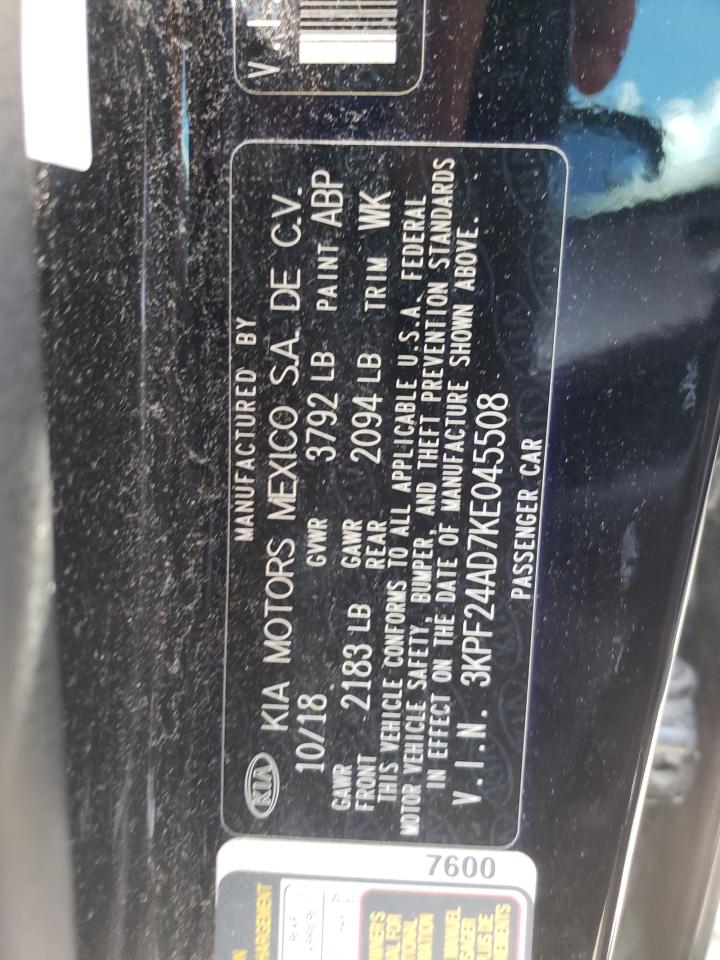 V.I.
MANUFACTURED BY
KIA KIA MOTORS MEXICO S.A. DE C.V.
10/18 GVWR 3792 LB PAINT ABP
GAWR FRONT 2183 LB GAWR REAR 2094 LB TRIM WK
THIS VEHICLE CONFORMS TO ALL APPLICABLE U.S.A. FEDERAL
MOTOR VEHICLE SAFETY, BUMPER, AND THEFT PREVENTION STANDARDS
IN EFFECT ON THE DATE OF MANUFACTURE SHOWN ABOVE.
V.I.N. 3KPF24AD7KE045508
PASSENGER CAR
7600